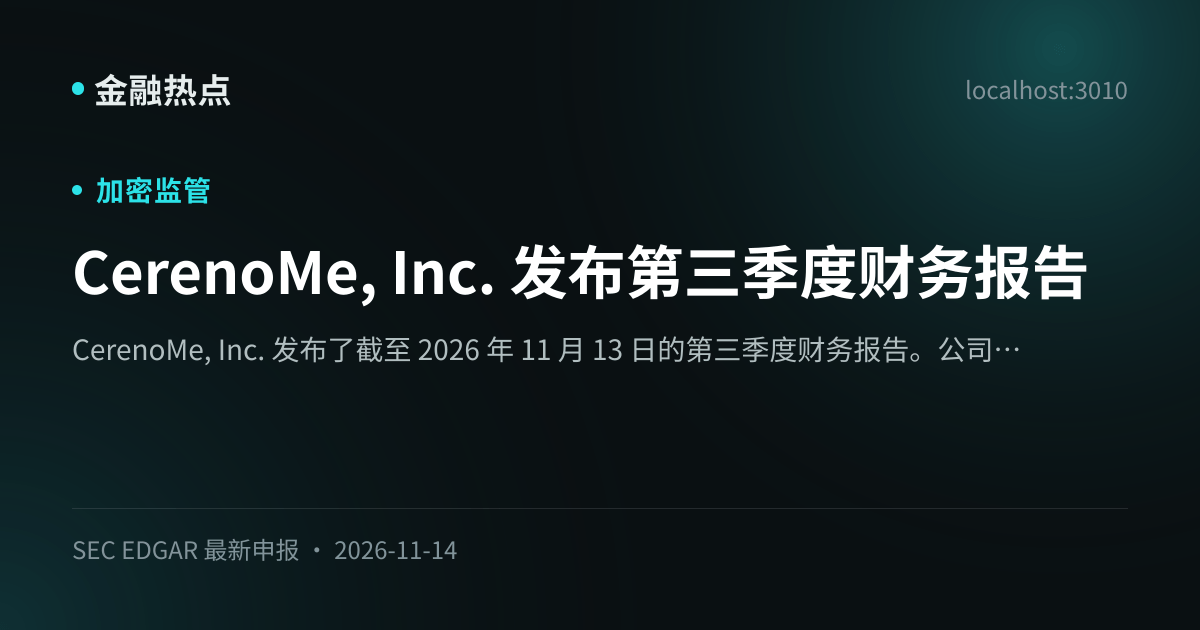 金融热点
localhost:3010
加密监管
CerenoMe, Inc. 发布第三季度财务报告
CerenoMe, Inc. 发布了截至 2026 年 11 月 13 日的第三季度财务报告。公司…
SEC EDGAR 最新申报 · 2026-11-14